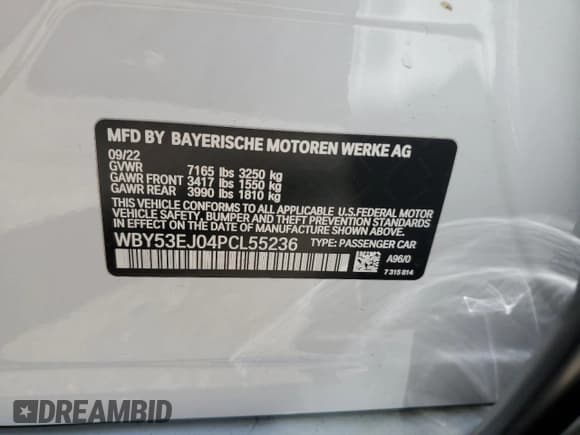 MFD BY BAYERISCHE MOTOREN WERKE AG
09/22
GVWR 7165 lbs 3250 kg
GAWR FRONT 3417 lbs 1550 kg
GAWR REAR 3990 lbs 1810 kg
THIS VEHICLE CONFORMS TO ALL APPLICABLE U.S.FEDERAL MOTOR
VEHICLE SAFETY, BUMPER AND THEFT PREVENTION STANDARDS
IN EFFECT ON THE DATE OF MANUFACTURE SHOWN ABOVE.
WBY53EJ04PCL55236 TYPE: PASSENGER CAR
A96/0
7 315 814
DREAMBID